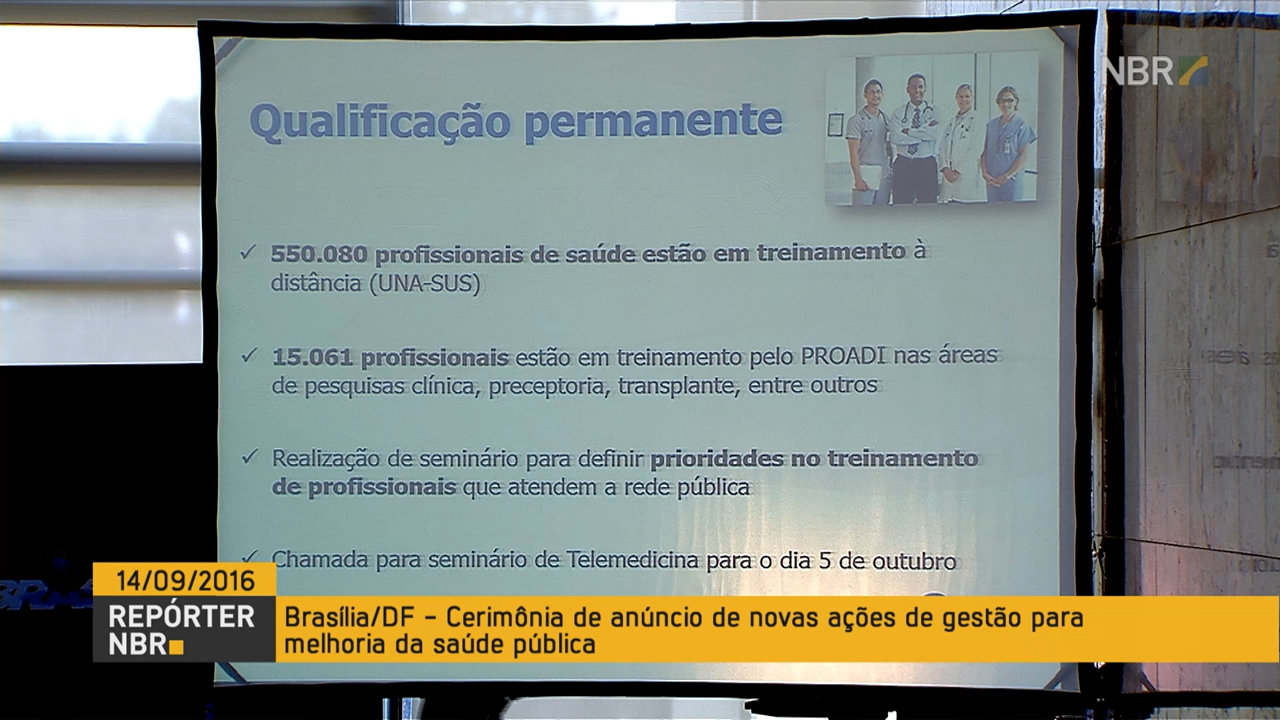 NBR
Qualificação permanente
✓ 550.080 profissionais de saúde estão em treinamento à
distância (UNA-SUS)
✓ 15.061 profissionais estão em treinamento pelo PROADI nas áreas
de pesquisas clínica, preceptoria, transplante, entre outros
✓ Realização de seminário para definir prioridades no treinamento
de profissionais que atendem a rede pública
✓ Chamada para seminário de Telemedicina para o dia 5 de outubro
14/09/2016
REPÓRTER
NBR
Brasília/DF – Cerimônia de anúncio de novas ações de gestão para
melhoria da saúde pública